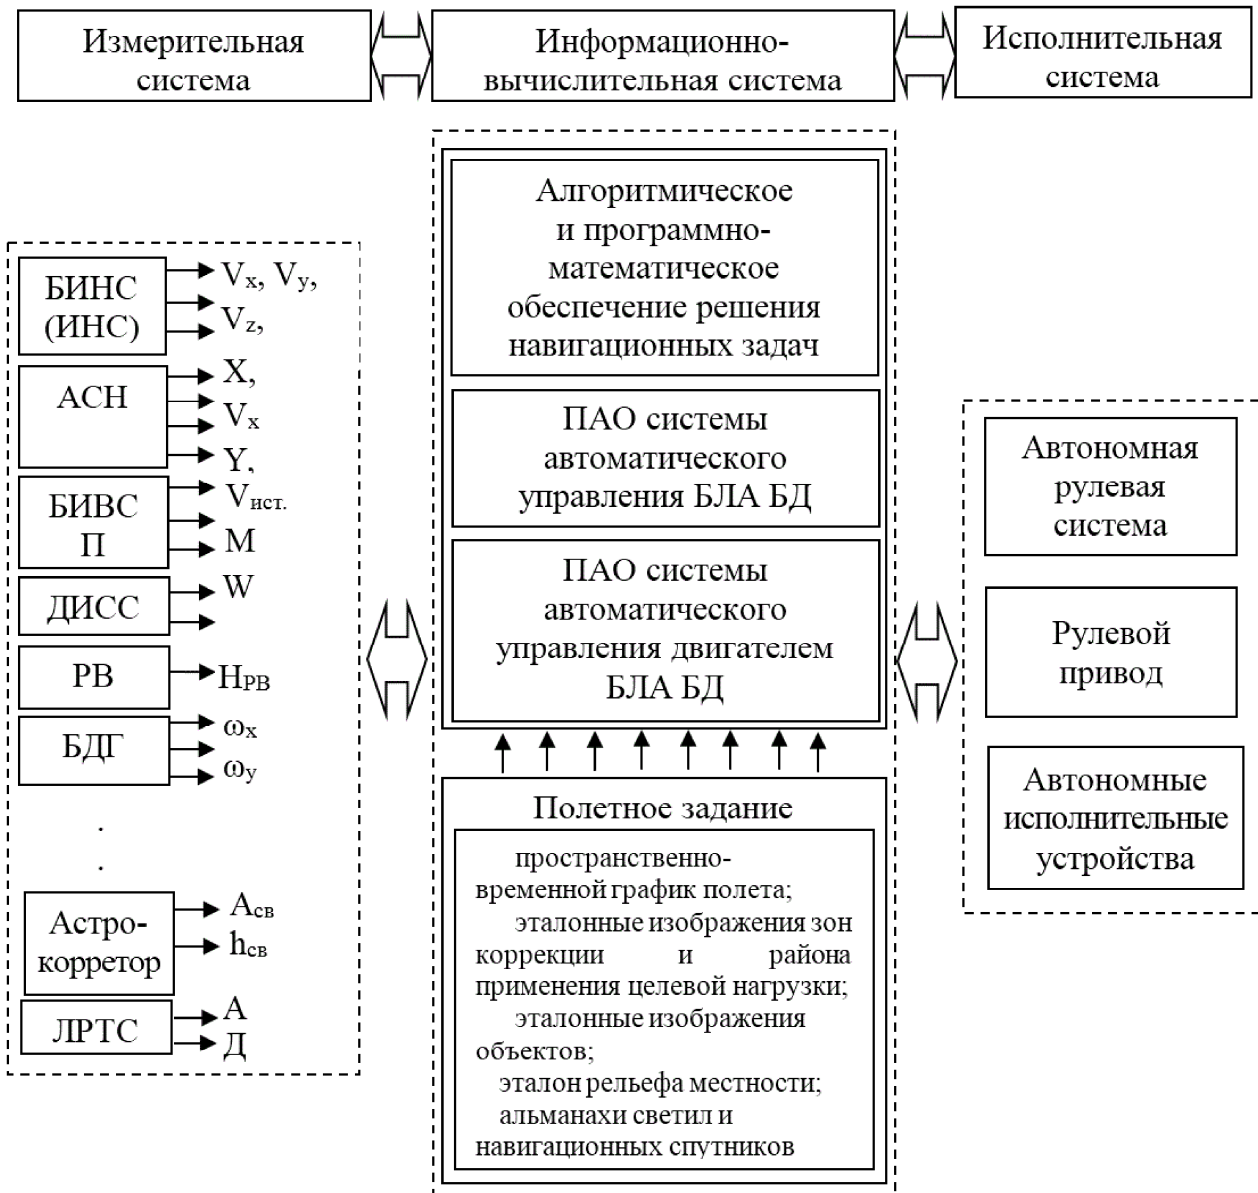 Измерительная
система
Информационно-
вычислительная система
Исполнительная
система
БИНС
(ИНС)
Vx, Vy,
Vz,
АСН
X,
Vx
Y,
БИВС
П
Vист.
М
ДИСС
W
РВ
НРВ
БДГ
ωx
ωy
.
.
Астро-
корретор
Асв
hсв
ЛРТС
А
Д
Алгоритмическое
и программно-
математическое
обеспечение решения
навигационных задач
ПАО системы
автоматического
управления БЛА БД
ПАО системы
автоматического
управления двигателем
БЛА БД
Полетное задание
пространственно-
временной график полета;
эталонные изображения зон
коррекции и района
применения целевой нагрузки;
эталонные изображения
объектов;
эталон рельефа местности;
альманахи светил и
навигационных спутников
Автономная
рулевая
система
Рулевой
привод
Автономные
исполнительные
устройства